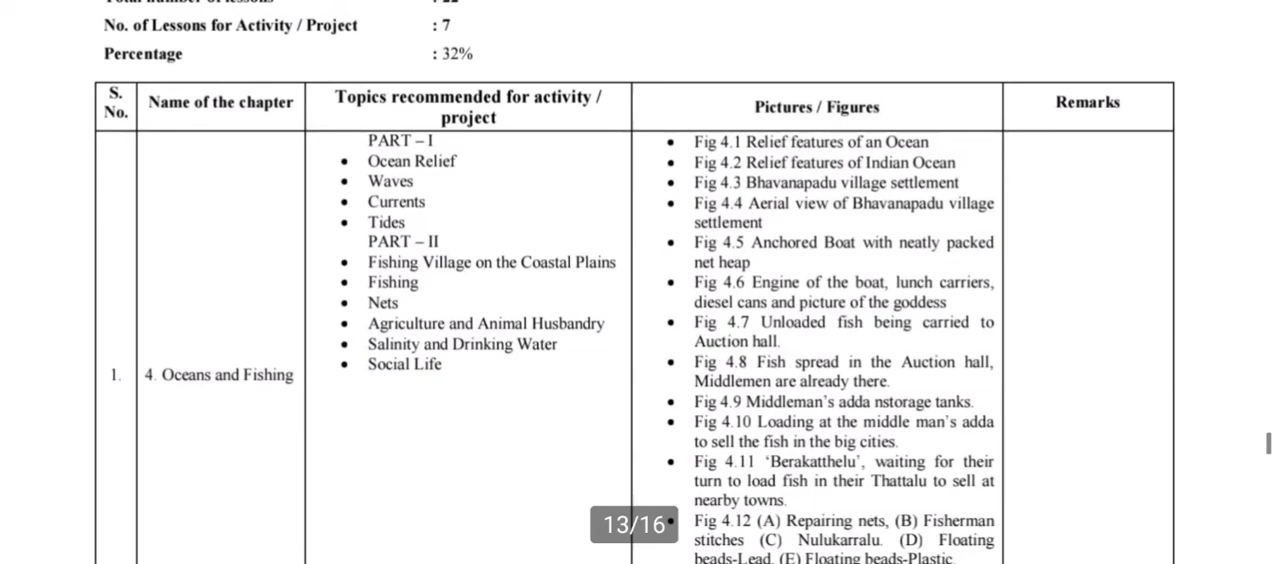 Total number of lessons : 22
No. of Lessons for Activity / Project : 7
Percentage : 32%
S. No. Name of the chapter Topics recommended for activity / project Pictures / Figures Remarks
1. 4. Oceans and Fishing
PART – I
• Ocean Relief
• Waves
• Currents
• Tides
PART – II
• Fishing Village on the Coastal Plains
• Fishing
• Nets
• Agriculture and Animal Husbandry
• Salinity and Drinking Water
• Social Life
• Fig 4.1 Relief features of an Ocean
• Fig 4.2 Relief features of Indian Ocean
• Fig 4.3 Bhavanapadu village settlement
• Fig 4.4 Aerial view of Bhavanapadu village
settlement
• Fig 4.5 Anchored Boat with neatly packed
net heap
• Fig 4.6 Engine of the boat, lunch carriers,
diesel cans and picture of the goddess
• Fig 4.7 Unloaded fish being carried to
Auction hall.
• Fig 4.8 Fish spread in the Auction hall,
Middlemen are already there.
• Fig 4.9 Middleman's adda nstorage tanks.
• Fig 4.10 Loading at the middle man's adda
to sell the fish in the big cities.
• Fig 4.11 ‘Berakatthelu’, waiting for their
turn to load fish in their Thattalu to sell at
nearby towns.
• Fig 4.12 (A) Repairing nets, (B) Fisherman
stitches (C) Nulukarralu. (D) Floating
beads-Lead, (E) Floating beads-Plastic.
13/16